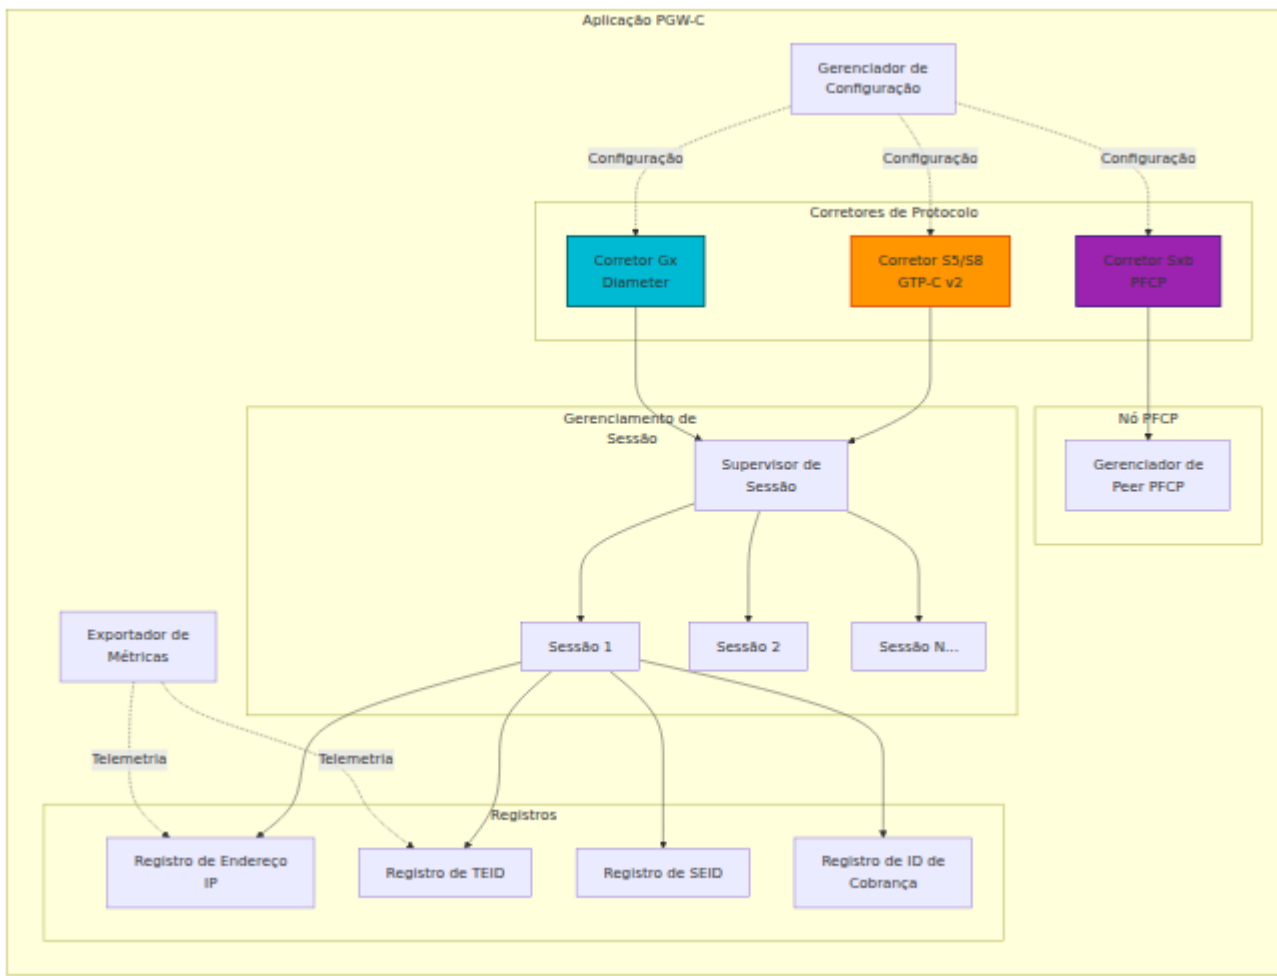 Aplicação PGW-C
Gerenciador de
Configuração
Configuração
Configuração
Configuração
Corretores de Protocolo
Corretor Gx
Diameter
Corretor S5/S8
GTP-C v2
Corretor Sxb
PFCP
Gerenciamento de
Sessão
Nó PFCP
Supervisor de
Sessão
Gerenciador de
Peer PFCP
Exportador de
Métricas
Sessão 1
Sessão 2
Sessão N...
Telemetria
Telemetria
Registros
Registro de Endereço
IP
Registro de TEID
Registro de SEID
Registro de ID de
Cobrança